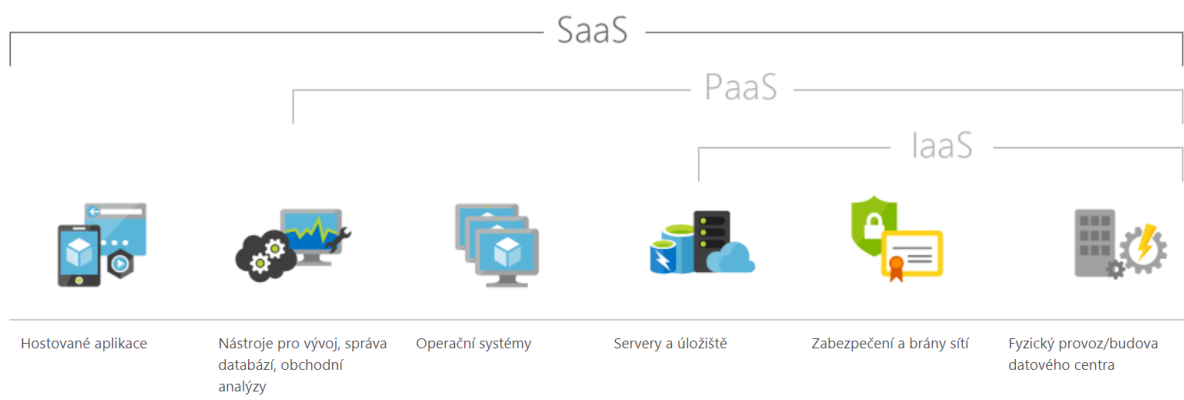 SaaS
PaaS
IaaS
Hostované aplikace
Nástroje pro vývoj, správa
databází, obchodní
analýzy
Operační systémy
Servery a úložiště
Zabezpečení a brány sítí
Fyzický provoz/budova
datového centra